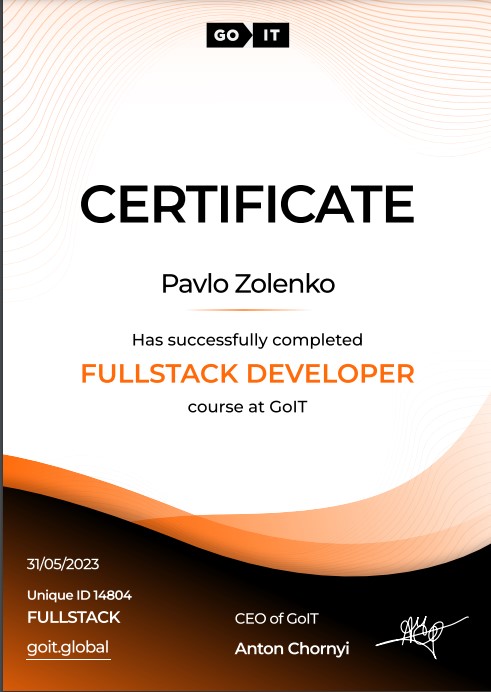 GO IT
CERTIFICATE
Pavlo Zolenko
Has successfully completed
FULLSTACK DEVELOPER
course at GoIT
31/05/2023
Unique ID 14804
FULLSTACK
goit.global
CEO of GoIT
Anton Chornyi